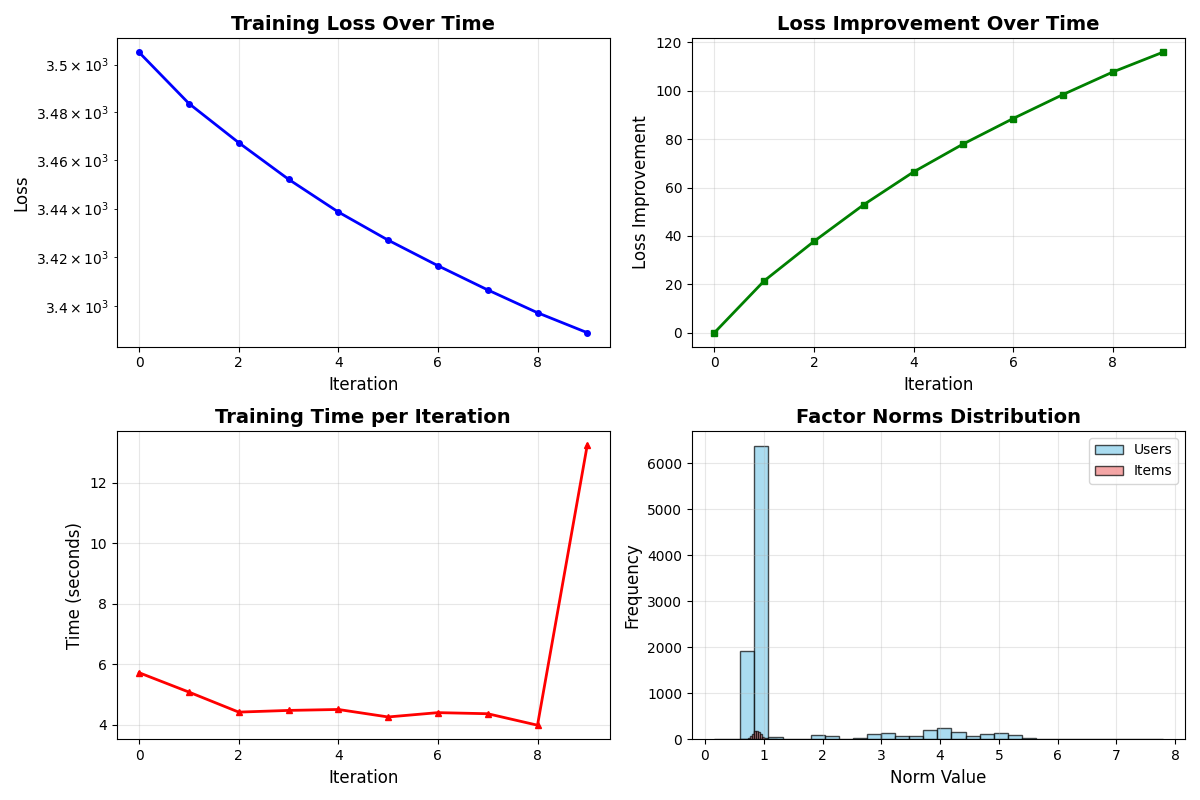 Training Loss Over Time
3.5 × 10³
3.48 × 10³
3.46 × 10³
3.44 × 10³
3.42 × 10³
3.4 × 10³
Loss
0 2 4 6 8
Iteration
Loss Improvement Over Time
120
100
80
60
40
20
0
Loss Improvement
0 2 4 6 8
Iteration
Training Time per Iteration
12
10
8
6
4
Time (seconds)
0 2 4 6 8
Iteration
Factor Norms Distribution
Users
Items
6000
5000
4000
3000
2000
1000
0
Frequency
0 1 2 3 4 5 6 7 8
Norm Value